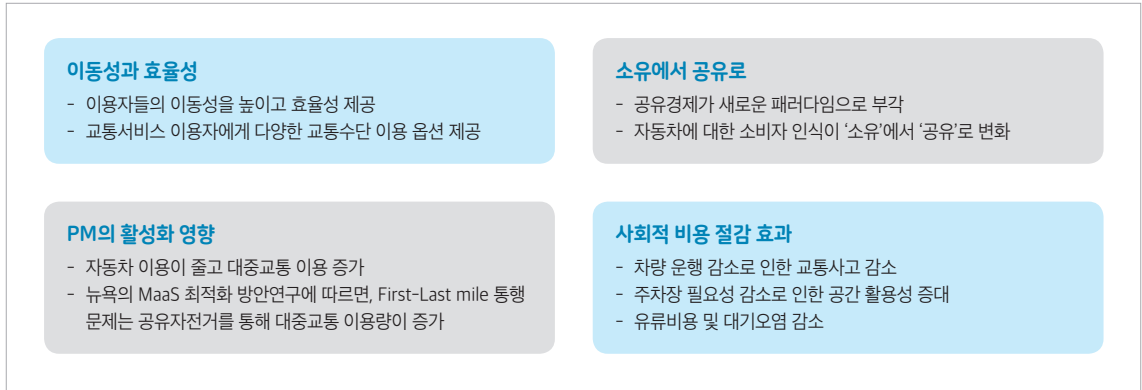 이동성과 효율성
- 이용자들의 이동성을 높이고 효율성 제공
- 교통서비스 이용자에게 다양한 교통수단 이용 옵션 제공
소유에서 공유로
- 공유경제가 새로운 패러다임으로 부각
- 자동차에 대한 소비자 인식이 ‘소유’에서 ‘공유’로 변화
PM의 활성화 영향
- 자동차 이용이 줄고 대중교통 이용 증가
- 뉴욕의 MaaS 최적화 방안연구에 따르면, First-Last mile 통행
문제는 공유자전거를 통해 대중교통 이용량이 증가
사회적 비용 절감 효과
- 차량 운행 감소로 인한 교통사고 감소
- 주차장 필요성 감소로 인한 공간 활용성 증대
- 유류비용 및 대기오염 감소